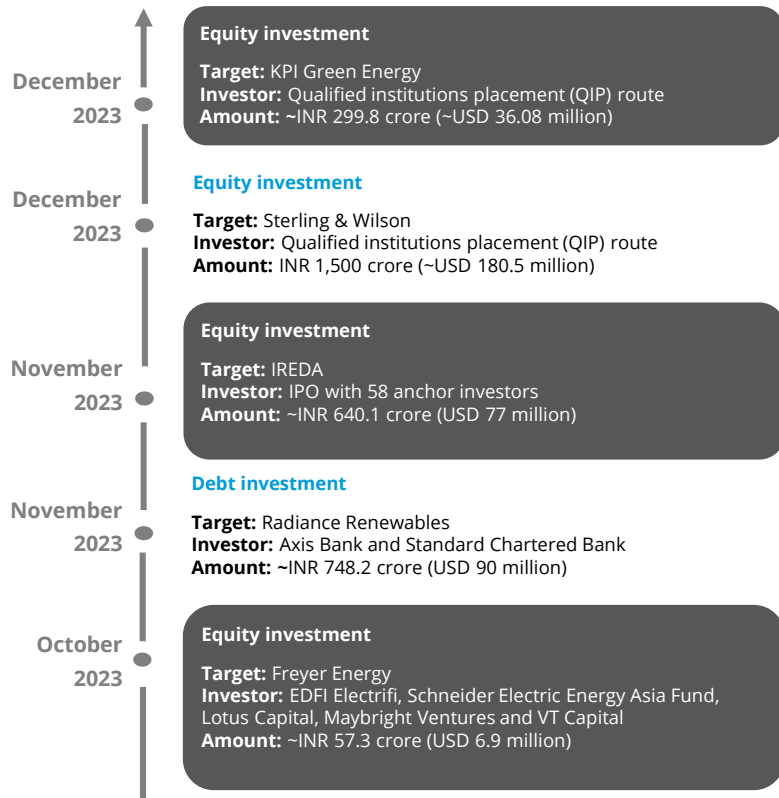 December
2023
Equity investment
Target: KPI Green Energy
Investor: Qualified institutions placement (QIP) route
Amount: ~INR 299.8 crore (~USD 36.08 million)
December
2023
Equity investment
Target: Sterling & Wilson
Investor: Qualified institutions placement (QIP) route
Amount: INR 1,500 crore (~USD 180.5 million)
November
2023
Equity investment
Target: IREDA
Investor: IPO with 58 anchor investors
Amount: ~INR 640.1 crore (USD 77 million)
November
2023
Debt investment
Target: Radiance Renewables
Investor: Axis Bank and Standard Chartered Bank
Amount: ~INR 748.2 crore (USD 90 million)
October
2023
Equity investment
Target: Freyer Energy
Investor: EDFI Electrifi, Schneider Electric Energy Asia Fund,
Lotus Capital, Maybright Ventures and VT Capital
Amount: ~INR 57.3 crore (USD 6.9 million)